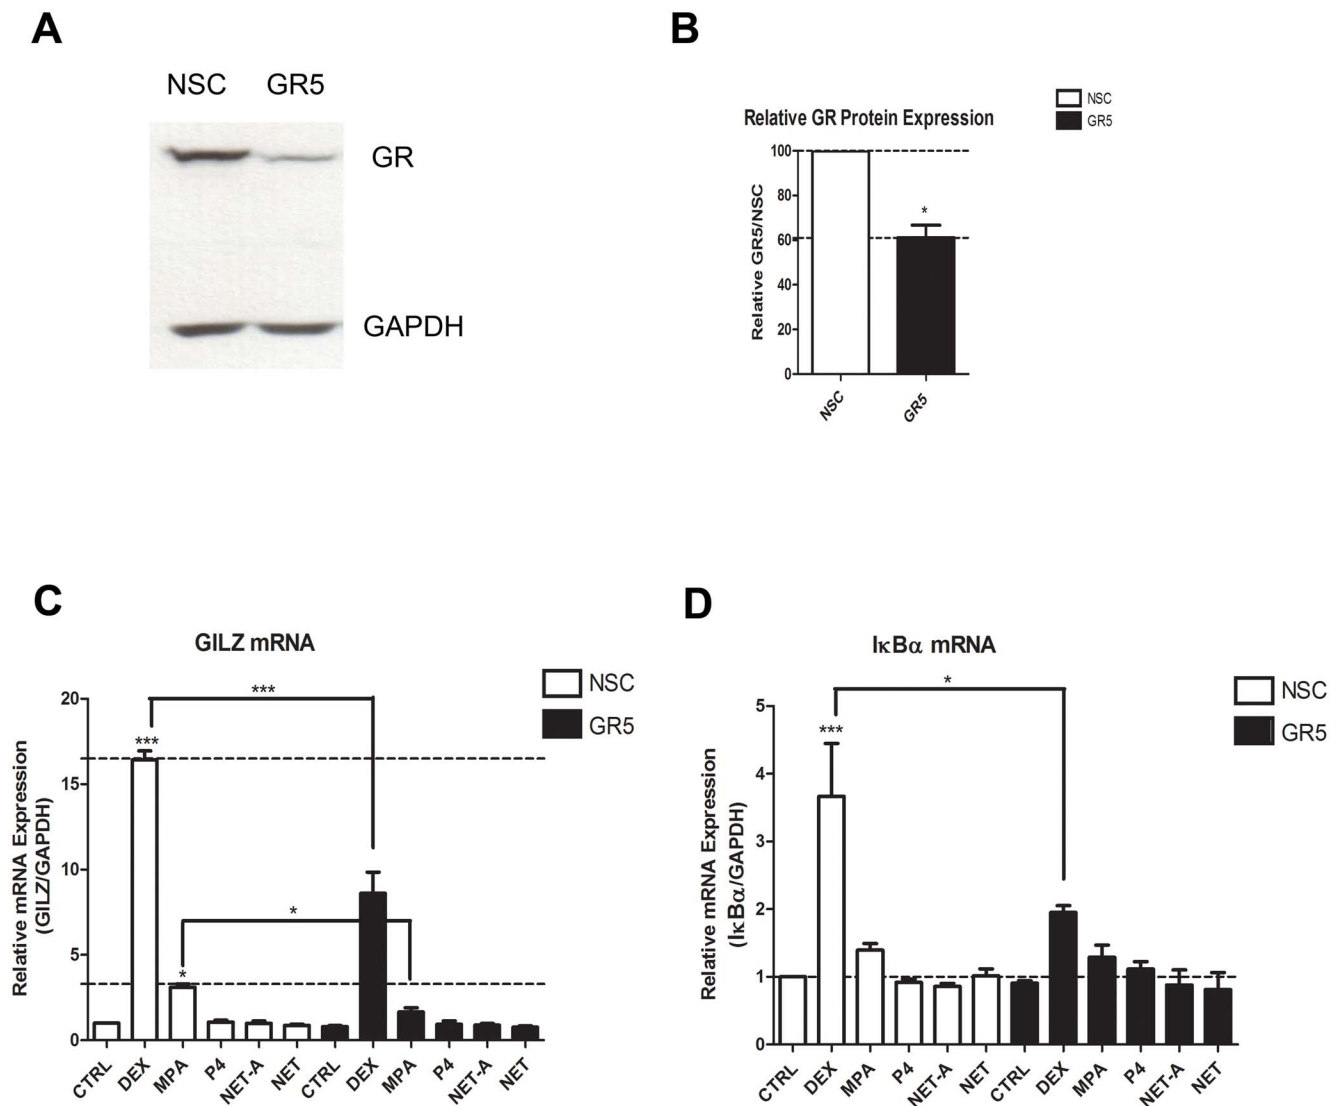 A
NSC GR5
GR
GAPDH
B
Relative GR Protein Expression
NSC
GR5
Relative GR5/NSC
100
80
60
40
20
0
*
NSC GR5
C
GILZ mRNA
NSC
GR5
Relative mRNA Expression
(GILZ/GAPDH)
20
15
10
5
0
***
***
*
*
CTRL DEX MPA P4 NET-A NET CTRL DEX MPA P4 NET-A NET
D
IκBα mRNA
NSC
GR5
Relative mRNA Expression
(IκBα/GAPDH)
5
4
3
2
1
0
*
***
CTRL DEX MPA P4 NET-A NET CTRL DEX MPA P4 NET-A NET